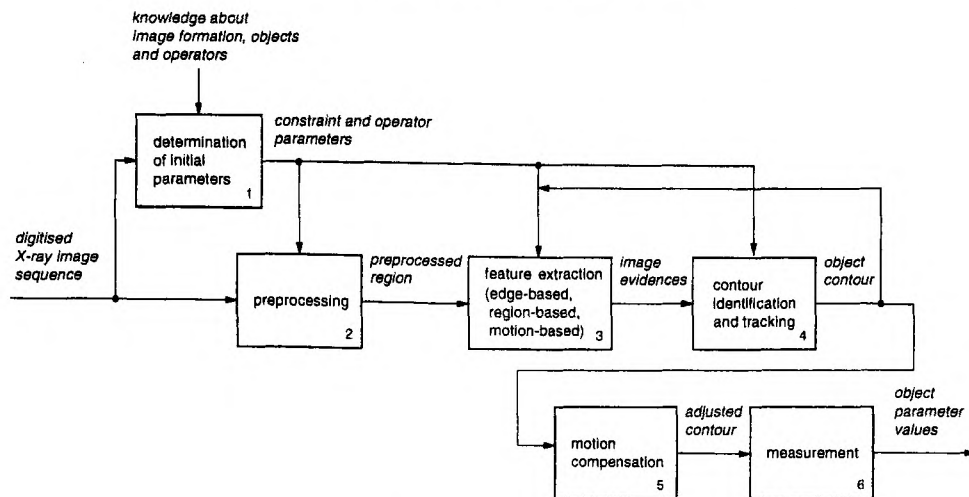 knowledge about
image formation, objects
and operators
determination
of initial
parameters
1
constraint and operator
parameters
digitised
X-ray image
sequence
preprocessing
2
preprocessed
region
feature extraction
(edge-based,
region-based,
motion-based)
3
image
evidences
contour
identification
and tracking
4
object
contour
motion
compensation
5
adjusted
contour
measurement
6
object
parameter
values